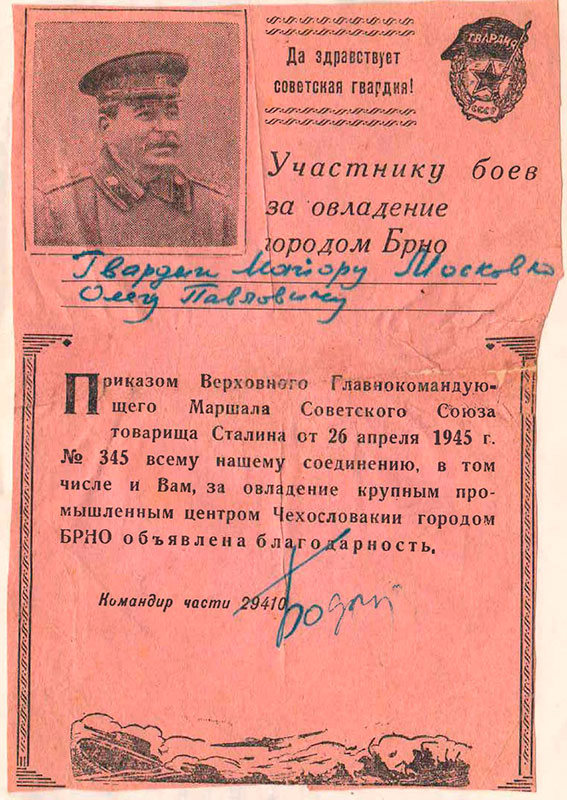 Да здравствует
советская гвардия!
ГВАРДИЯ
СССР
Участнику боев
за овладение
городом Брно
Гвардии Майору Московко
Олегу Павловичу
Приказом Верховного Главнокомандую-
щего Маршала Советского Союза
товарища Сталина от 26 апреля 1945 г.
№ 345 всему нашему соединению, в том
числе и Вам, за овладение крупным про-
мышленным центром Чехословакии городом
БРНО объявлена благодарность.
Командир части 29410